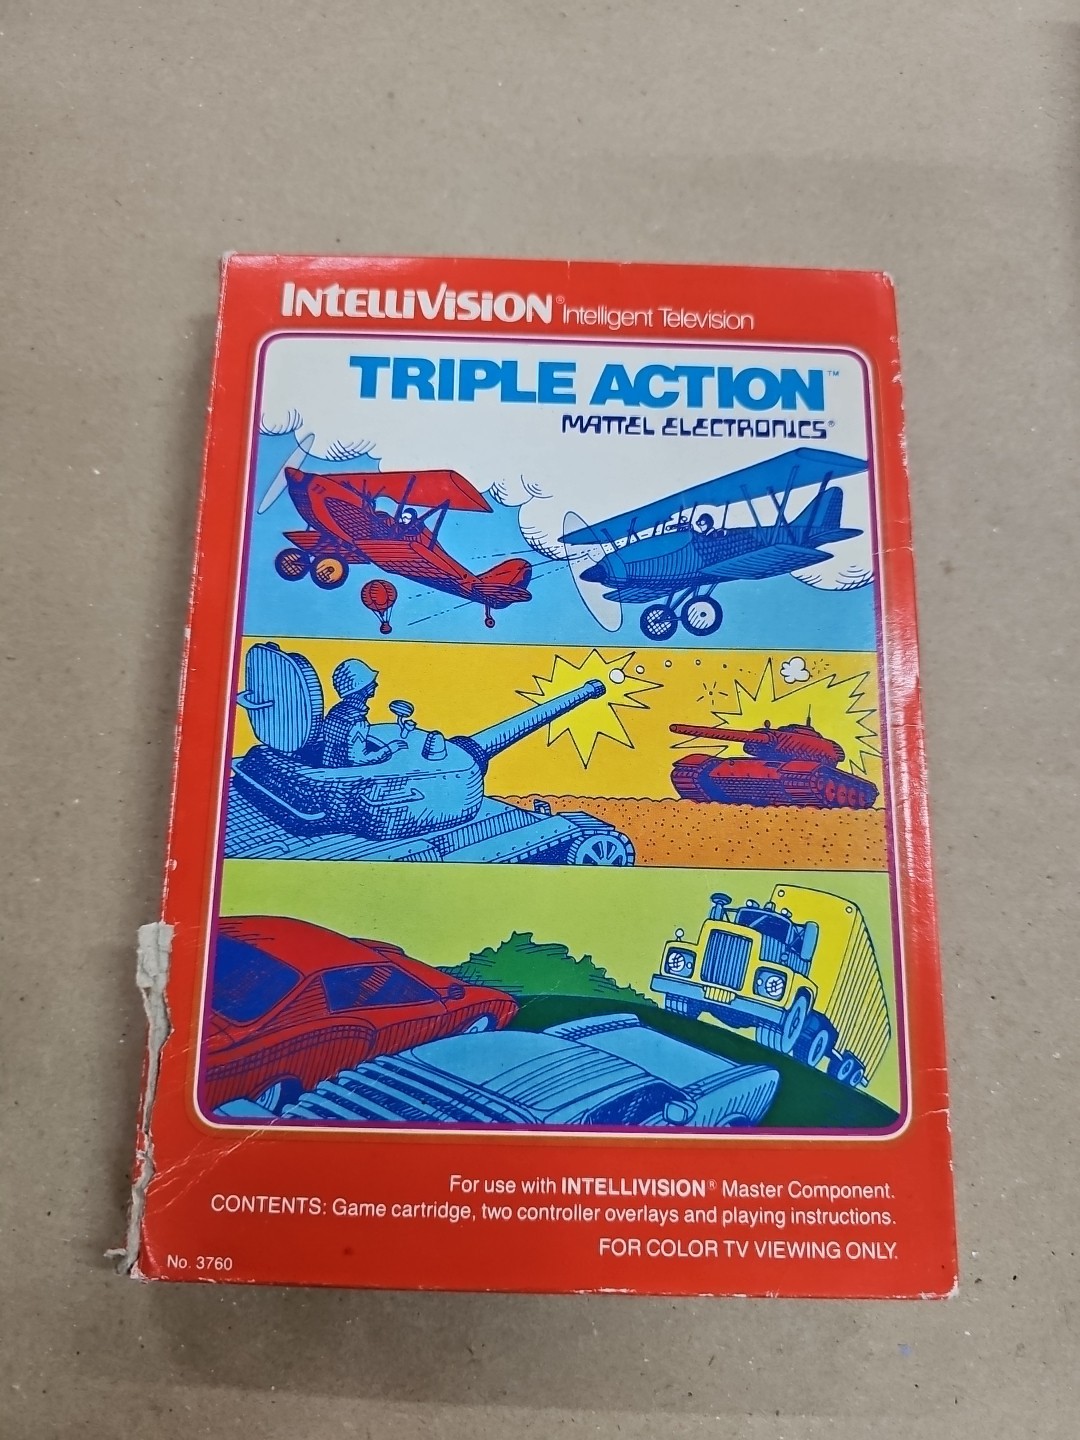 INTELLIVISION® Intelligent Television
TRIPLE ACTION™
MATTEL ELECTRONICS®
For use with INTELLIVISION® Master Component.
CONTENTS: Game cartridge, two controller overlays and playing instructions.
FOR COLOR TV VIEWING ONLY.
No. 3760